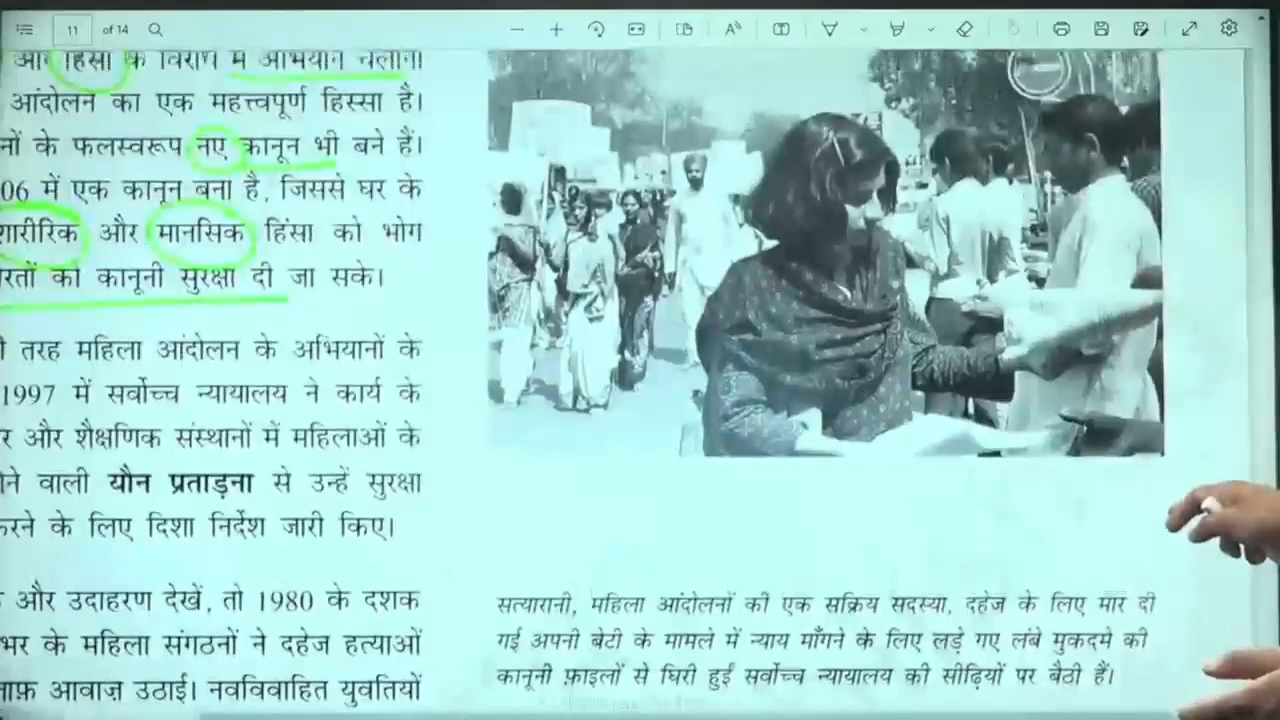 11 of 14
हिंसा के विरोध में अभियान चलाना
आंदोलन का एक महत्त्वपूर्ण हिस्सा है।
के फलस्वरूप नए कानून भी बने हैं।
06 में एक कानून बना है, जिससे घर के
शारीरिक और मानसिक हिंसा को भोग
को कानूनी सुरक्षा दी जा सके।
तरह महिला आंदोलन के अभियानों के
1997 में सर्वोच्च न्यायालय ने कार्य के
और शैक्षणिक संस्थानों में महिलाओं के
वाली यौन प्रताड़ना से उन्हें सुरक्षा
करने के लिए दिशा निर्देश जारी किए।
और उदाहरण देखें, तो 1980 के दशक
भर के महिला संगठनों ने दहेज हत्याओं
आवाज़ उठाई। नवविवाहित युवतियों
सत्यारानी, महिला आंदोलनों की एक सक्रिय सदस्या, दहेज के लिए मार दी
गई अपनी बेटी के मामले में न्याय माँगने के लिए लड़े गए लंबे मुकदमे की
कानूनी फ़ाइलों से घिरी हुईं सर्वोच्च न्यायालय की सीढ़ियों पर बैठी हैं।